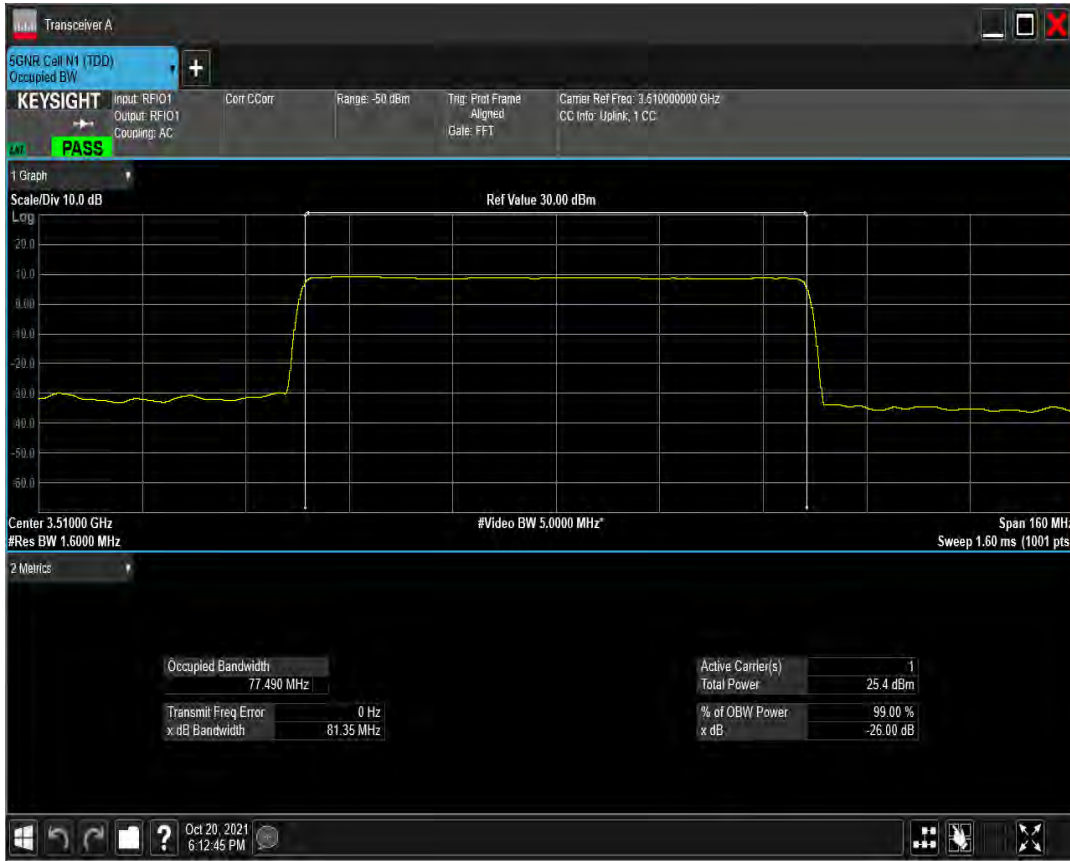 Transceiver A
5GNR Cell N1 (TDD)
Occupied BW
KEYSIGHT
PASS
Input: RFIO1
Output: RFIO1
Coupling: AC
Corr CCorr
Range: -50 dBm
Trig: Prot Frame
Aligned
Gate: FFT
Carrier Ref Freq: 3.510000000 GHz
CC Info: Uplink, 1 CC
1 Graph
Scale/Div 10.0 dB
Ref Value 30.00 dBm
Log
20.0
10.0
0.00
-10.0
-20.0
-30.0
-40.0
-50.0
-60.0
Center 3.51000 GHz
#Video BW 5.0000 MHz*
Span 160 MHz
#Res BW 1.6000 MHz
Sweep 1.60 ms (1001 pts
2 Metrics
Occupied Bandwidth
77.490 MHz
Transmit Freq Error 0 Hz
x dB Bandwidth 81.35 MHz
Active Carrier(s) 1
Total Power 25.4 dBm
% of OBW Power 99.00 %
x dB -26.00 dB
?
Oct 20, 2021
6:12:45 PM